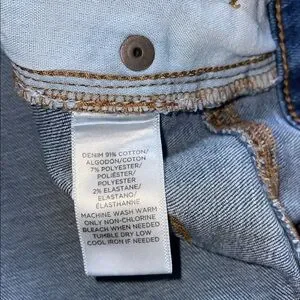 DENIM 91% COTTON/
ALGODÓN/COTON
7% POLYESTER/
POLIÉSTER/
POLYESTER
2% ELASTANE/
ELASTANO/
ÉLASTHANNE
MACHINE WASH WARM
ONLY NON-CHLORINE
BLEACH WHEN NEEDED
TUMBLE DRY LOW
COOL IRON IF NEEDED